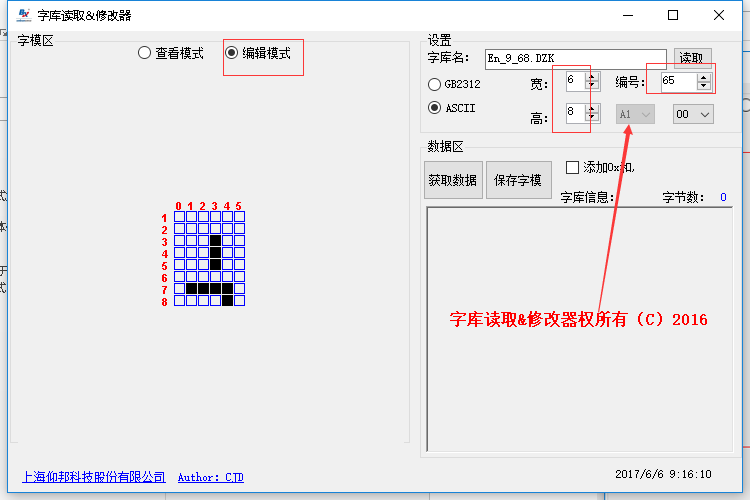 字库读取&修改器
字模区
查看模式
编辑模式
设置
字库名: En_9_68.DZK 读取
GB2312
宽: 6
编号: 65
ASCII
高: 8
A1
00
数据区
获取数据
保存字模
添加0x和,
字库信息:
字节数: 0
0 1 2 3 4 5
1
2
3
4
5
6
7
8
字库读取&修改器权所有（C）2016
上海仰邦科技股份有限公司 Author: CJD
2017/6/6 9:16:10